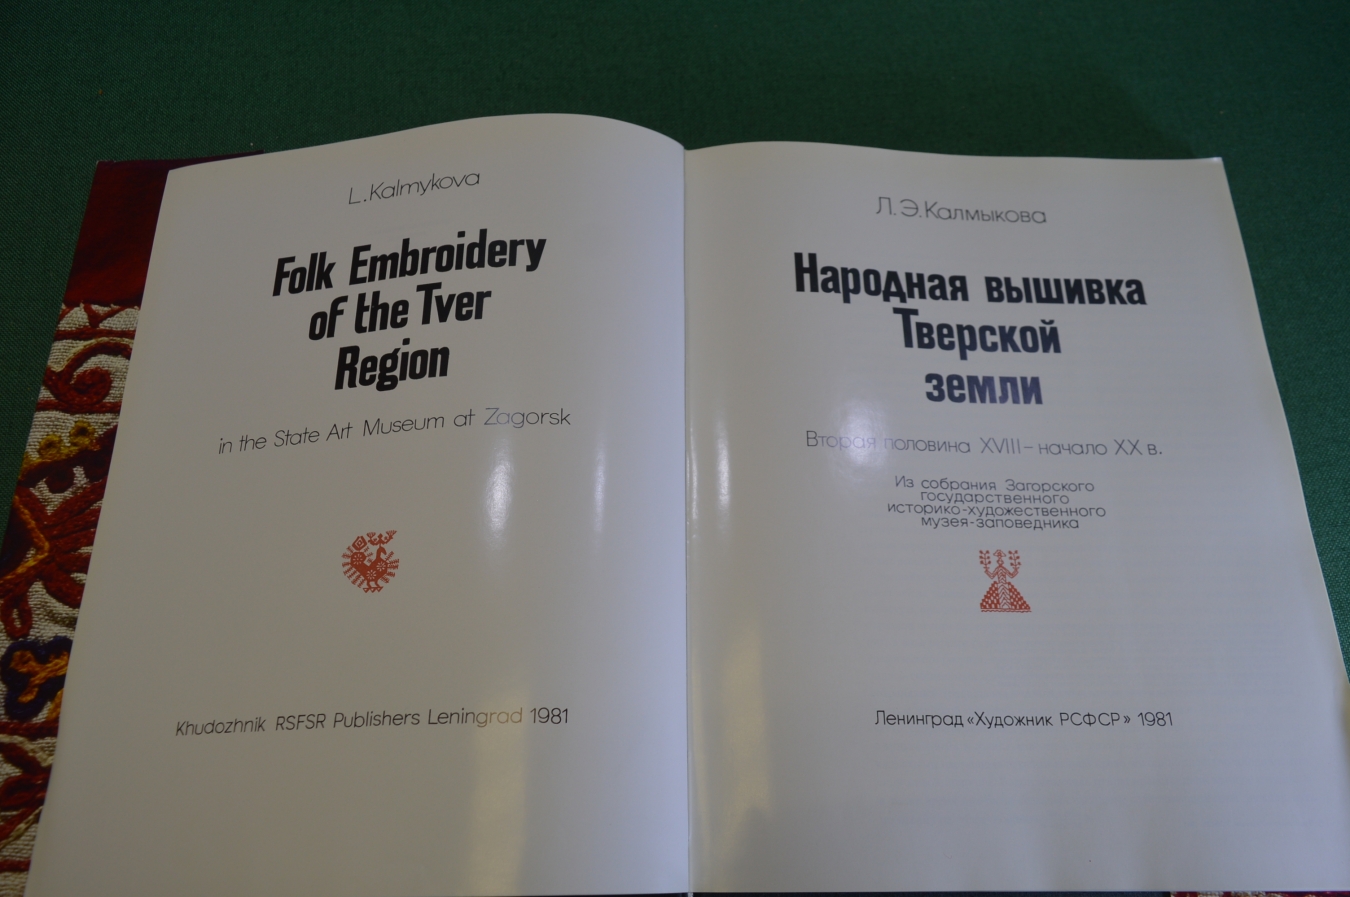 L. Kalmykova
Folk Embroidery
of the Tver
Region
in the State Art Museum at Zagorsk
Khudozhnik RSFSR Publishers Leningrad 1981
Л. Э. Калмыкова
Народная вышивка
Тверской
земли
Вторая половина XVIII – начало XX в.
Из собрания Загорского
государственного
историко-художественного
музея-заповедника
Ленинград «Художник РСФСР» 1981